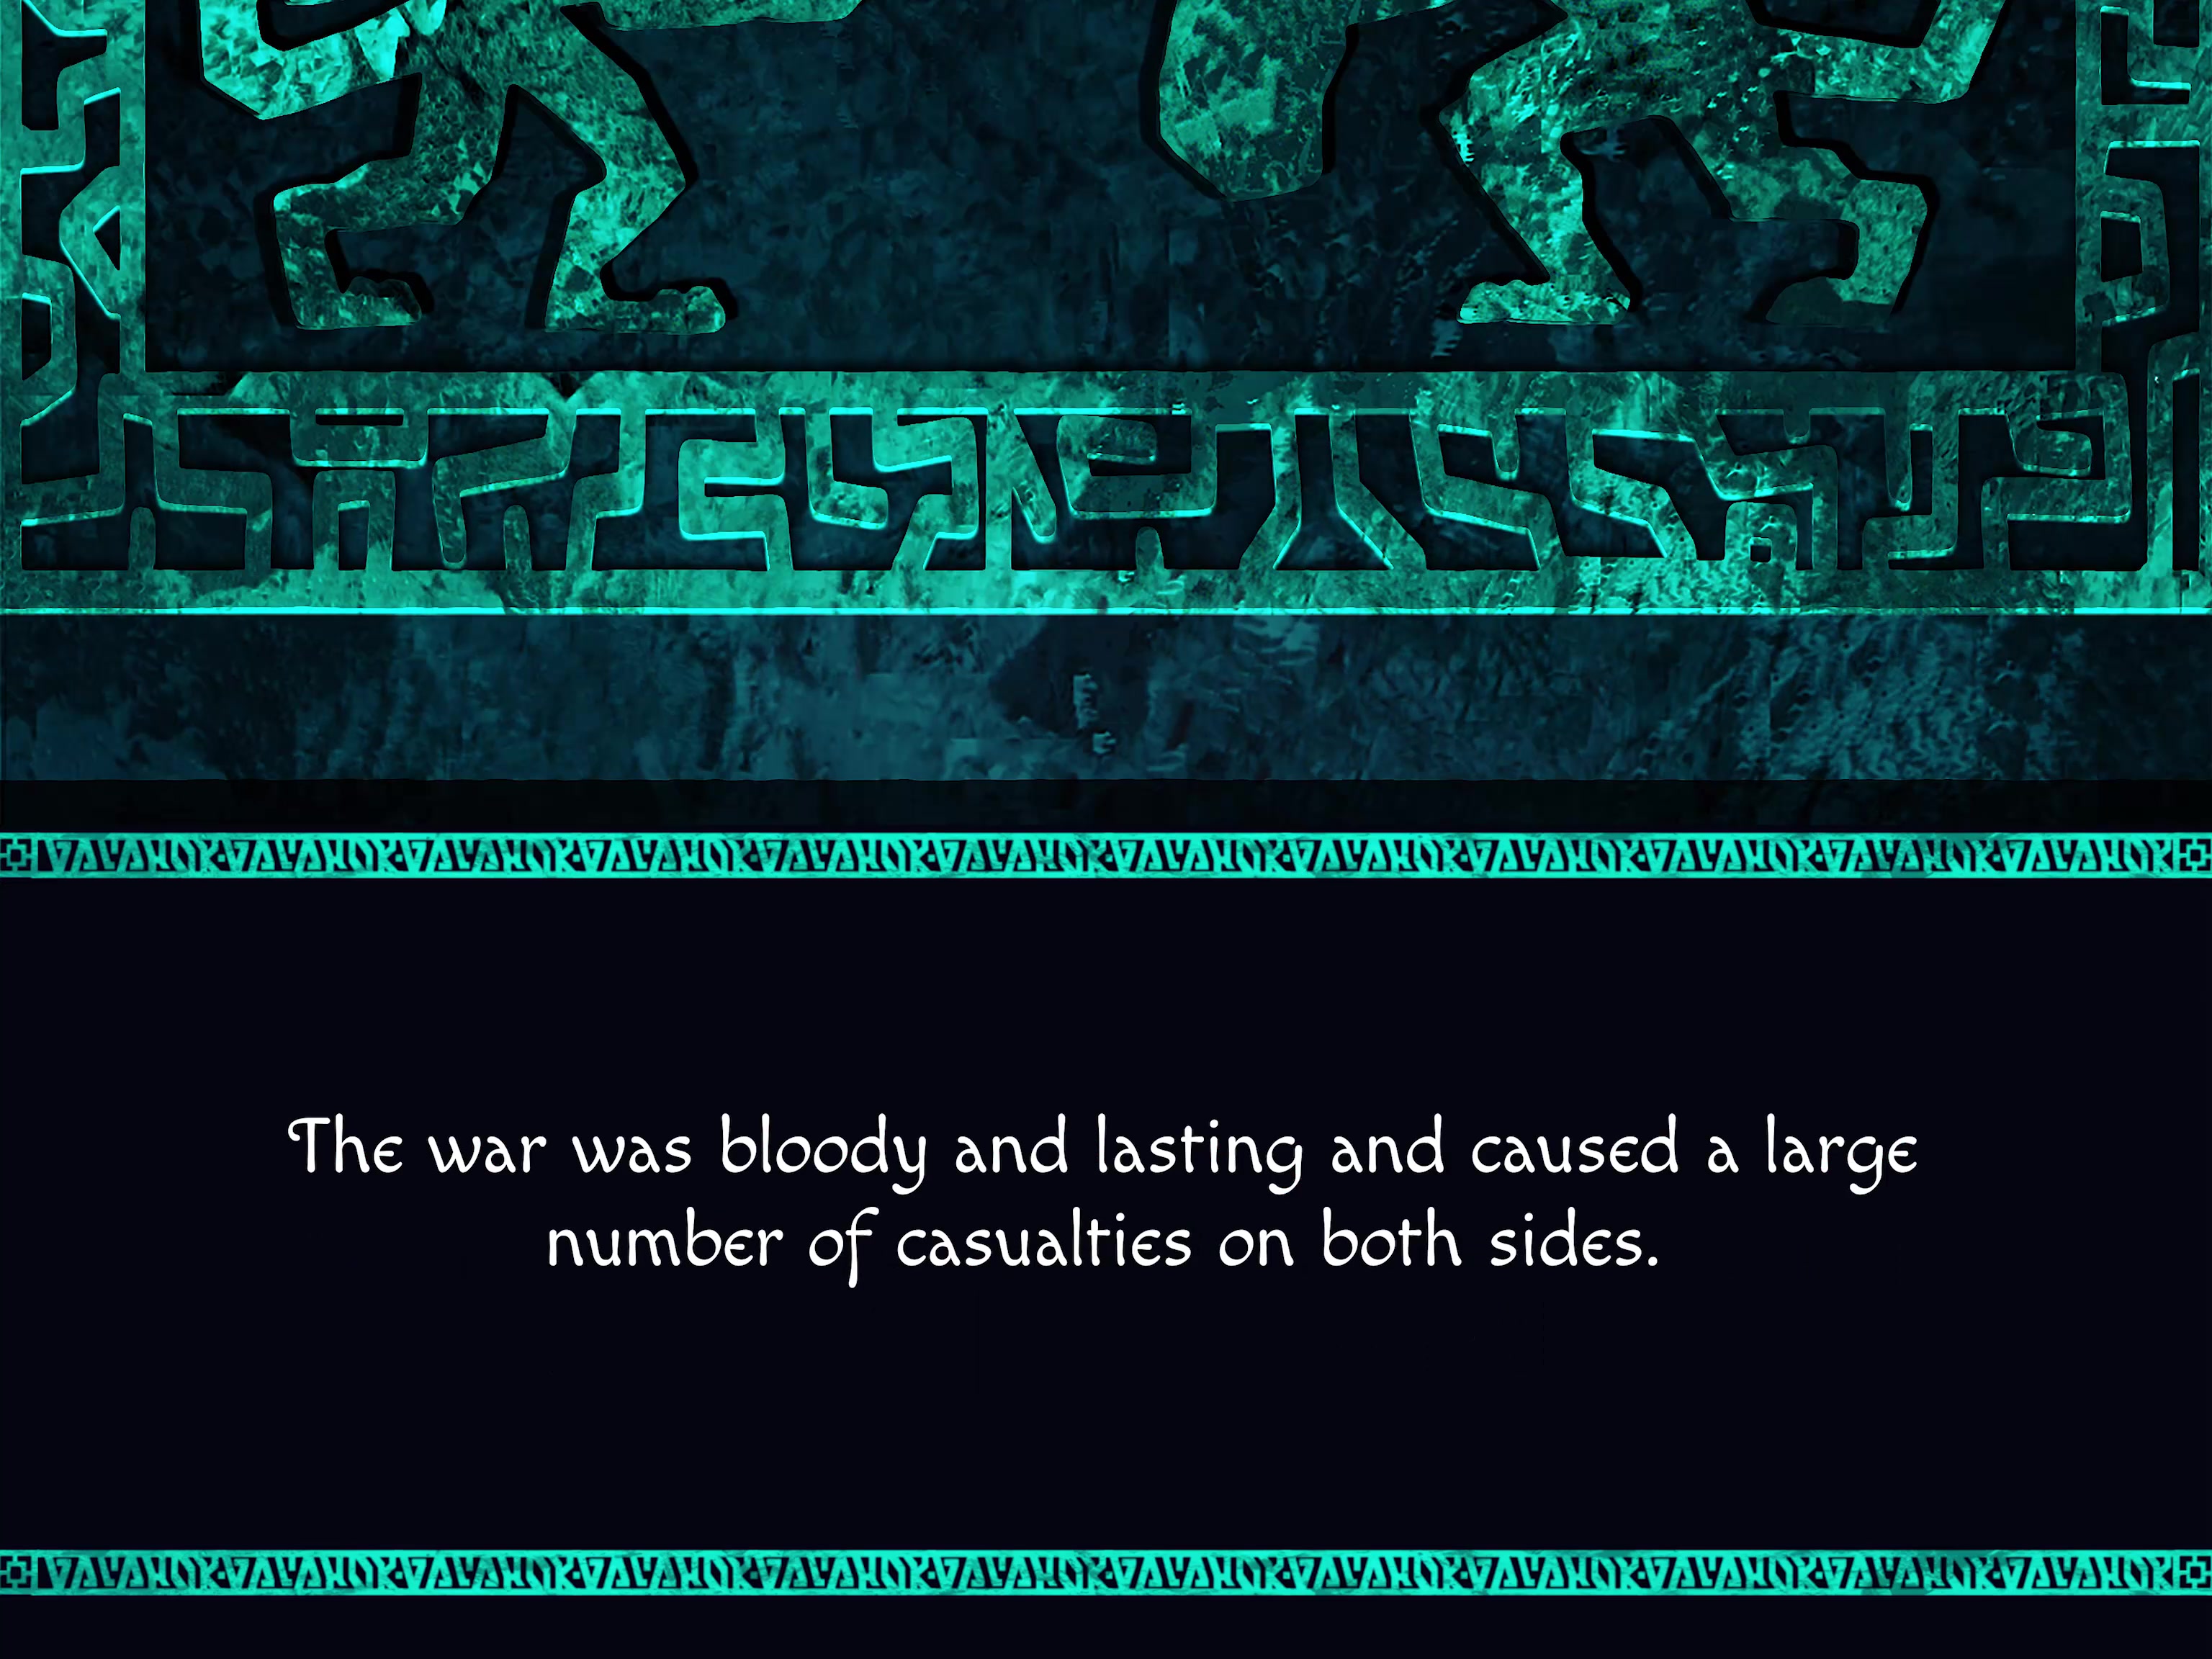 The war was bloody and lasting and caused a large
number of casualties on both sides.